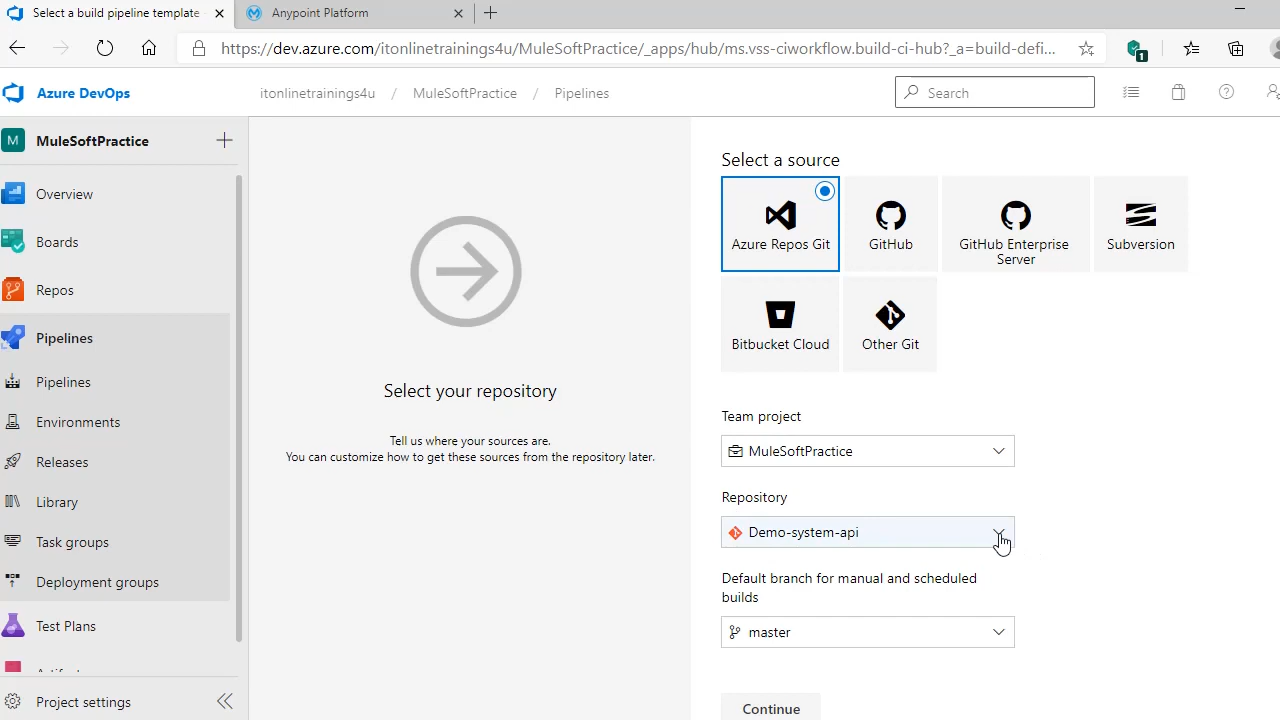 Select a build pipeline template
Anypoint Platform
https://dev.azure.com/itonlinetrainings4u/MuleSoftPractice/_apps/hub/ms.vss-ciworkflow.build-ci-hub?_a=build-defi...
1
Azure DevOps
itonlinetrainings4u / MuleSoftPractice / Pipelines
Search
M MuleSoftPractice
Overview
Boards
Repos
Pipelines
Pipelines
Environments
Releases
Library
Task groups
Deployment groups
Test Plans
Project settings
Select your repository
Tell us where your sources are.
You can customize how to get these sources from the repository later.
Select a source
Azure Repos Git
GitHub
GitHub Enterprise
Server
Subversion
Bitbucket Cloud
Other Git
Team project
MuleSoftPractice
Repository
Demo-system-api
Default branch for manual and scheduled
builds
master
Continue